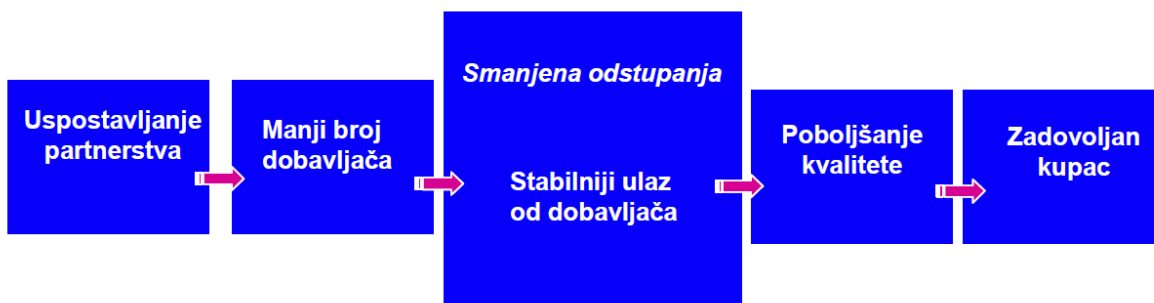 Uspostavljanje
partnerstva
Manji broj
dobavljača
Smanjena odstupanja
Stabilniji ulaz
od dobavljača
Poboljšanje
kvalitete
Zadovoljan
kupac